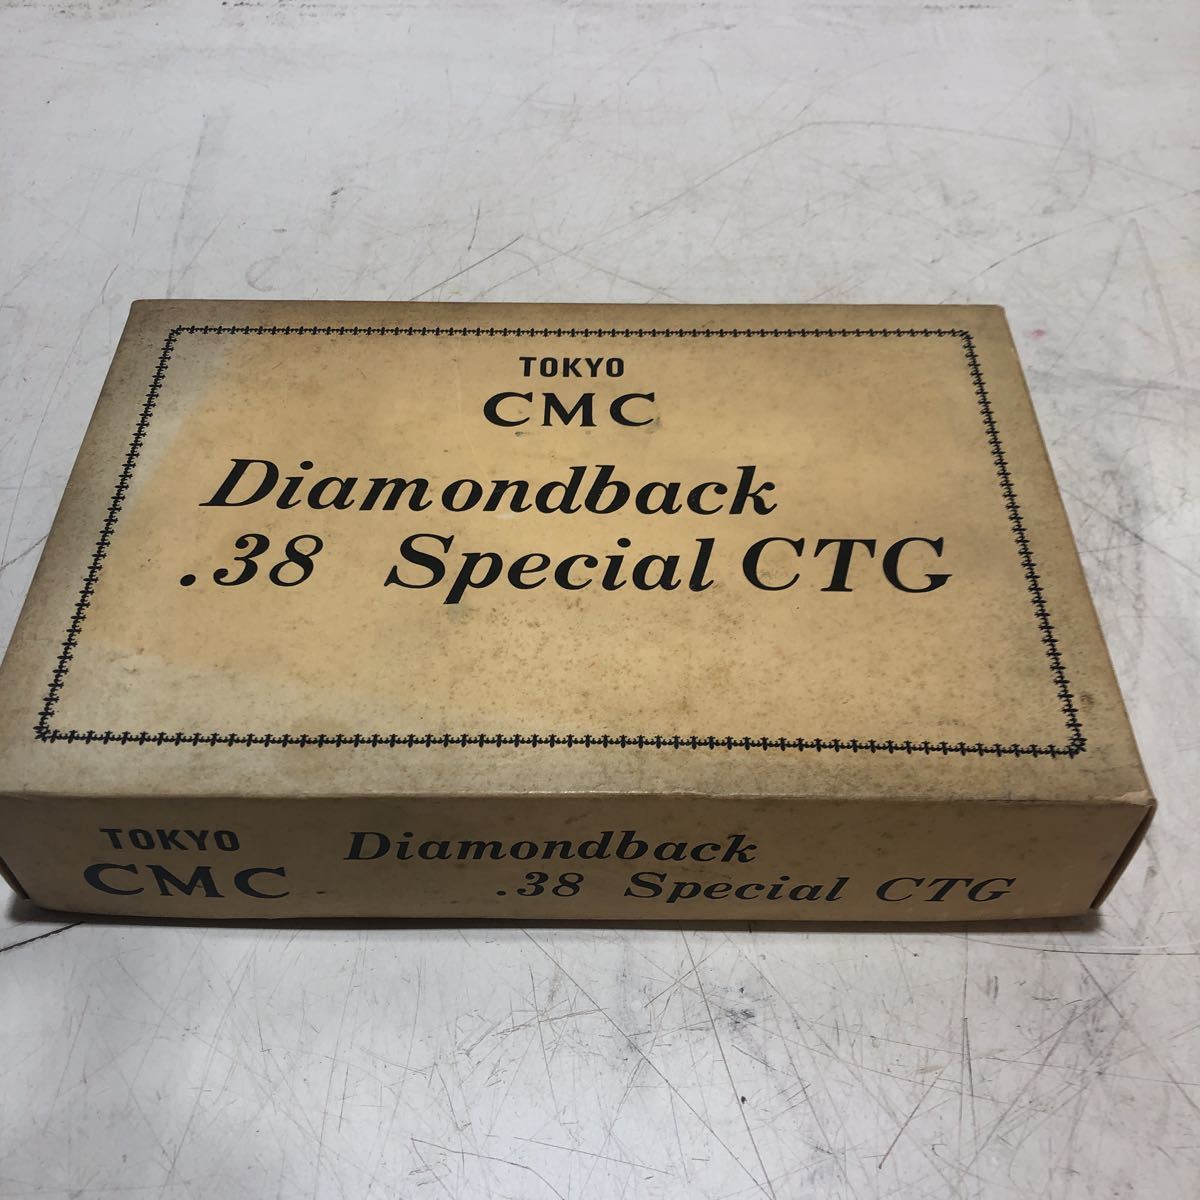 TOKYO
CMC
Diamondback
.38 Special CTG
TOKYO
CMC
Diamondback
.38 Special CTG